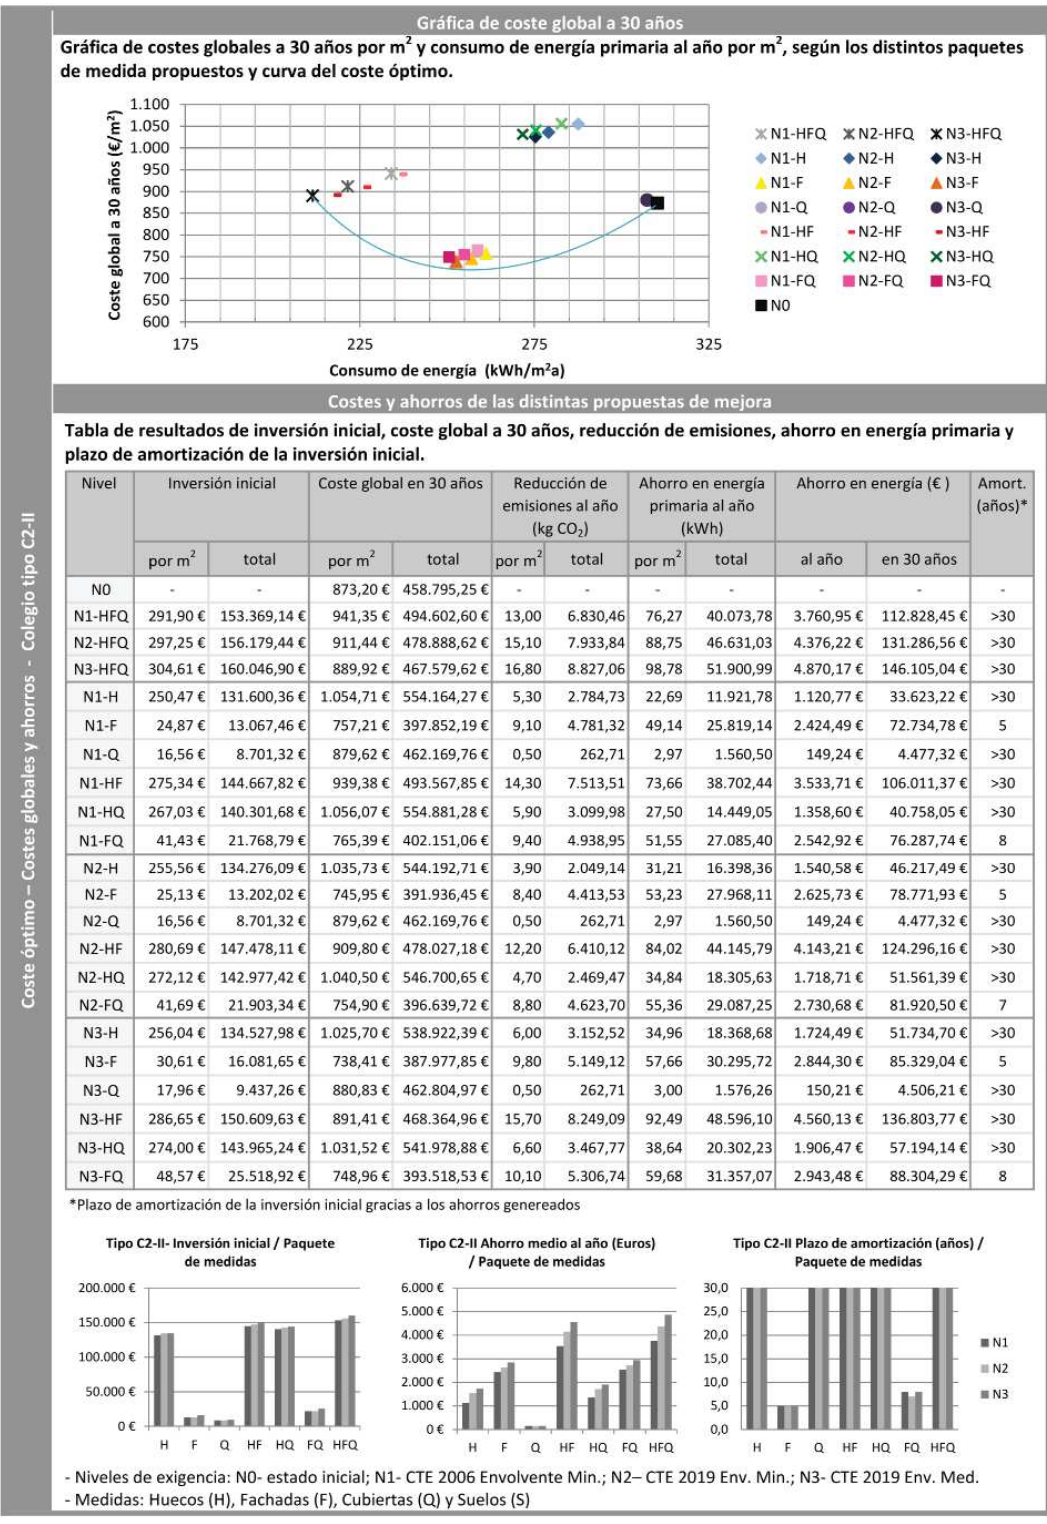 Coste óptimo – Costes globales y ahorros - Colegio tipo C2-II
Gráfica de coste global a 30 años
Gráfica de costes globales a 30 años por m² y consumo de energía primaria al año por m², según los distintos paquetes
de medida propuestos y curva del coste óptimo.
Coste global a 30 años (€/m²)
1.100
1.050
1.000
950
900
850
800
750
700
650
600
175 225 275 325
Consumo de energía (kWh/m²a)
N1-HFQ N2-HFQ N3-HFQ
N1-H N2-H N3-H
N1-F N2-F N3-F
N1-Q N2-Q N3-Q
N1-HF N2-HF N3-HF
N1-HQ N2-HQ N3-HQ
N1-FQ N2-FQ N3-FQ
N0
Costes y ahorros de las distintas propuestas de mejora
Tabla de resultados de inversión inicial, coste global a 30 años, reducción de emisiones, ahorro en energía primaria y
plazo de amortización de la inversión inicial.
Nivel Inversión inicial Coste global en 30 años Reducción de Ahorro en energía Ahorro en energía (€ ) Amort.
emisiones al año primaria al año (años)*
(kg CO₂) (kWh)
por m² total por m² total por m² total por m² total al año en 30 años
N0 - - 873,20 € 458.795,25 € - - - - - - -
N1-HFQ 291,90 € 153.369,14 € 941,35 € 494.602,60 € 13,00 6.830,46 76,27 40.073,78 3.760,95 € 112.828,45 € >30
N2-HFQ 297,25 € 156.179,44 € 911,44 € 478.888,62 € 15,10 7.933,84 88,75 46.631,03 4.376,22 € 131.286,56 € >30
N3-HFQ 304,61 € 160.046,90 € 889,92 € 467.579,62 € 16,80 8.827,06 98,78 51.900,99 4.870,17 € 146.105,04 € >30
N1-H 250,47 € 131.600,36 € 1.054,71 € 554.164,27 € 5,30 2.784,73 22,69 11.921,78 1.120,77 € 33.623,22 € >30
N1-F 24,87 € 13.067,46 € 757,21 € 397.852,19 € 9,10 4.781,32 49,14 25.819,14 2.424,49 € 72.734,78 € 5
N1-Q 16,56 € 8.701,32 € 879,62 € 462.169,76 € 0,50 262,71 2,97 1.560,50 149,24 € 4.477,32 € >30
N1-HF 275,34 € 144.667,82 € 939,38 € 493.567,85 € 14,30 7.513,51 73,66 38.702,44 3.533,71 € 106.011,37 € >30
N1-HQ 267,03 € 140.301,68 € 1.056,07 € 554.881,28 € 5,90 3.099,98 27,50 14.449,05 1.358,60 € 40.758,05 € >30
N1-FQ 41,43 € 21.768,79 € 765,39 € 402.151,06 € 9,40 4.938,95 51,55 27.085,40 2.542,92 € 76.287,74 € 8
N2-H 255,56 € 134.276,09 € 1.035,73 € 544.192,71 € 3,90 2.049,14 31,21 16.398,36 1.540,58 € 46.217,49 € >30
N2-F 25,13 € 13.202,02 € 745,95 € 391.936,45 € 8,40 4.413,53 53,23 27.968,11 2.625,73 € 78.771,93 € 5
N2-Q 16,56 € 8.701,32 € 879,62 € 462.169,76 € 0,50 262,71 2,97 1.560,50 149,24 € 4.477,32 € >30
N2-HF 280,69 € 147.478,11 € 909,80 € 478.027,18 € 12,20 6.410,12 84,02 44.145,79 4.143,21 € 124.296,16 € >30
N2-HQ 272,12 € 142.977,42 € 1.040,50 € 546.700,65 € 4,70 2.469,47 34,84 18.305,63 1.718,71 € 51.561,39 € >30
N2-FQ 41,69 € 21.903,34 € 754,90 € 396.639,72 € 8,80 4.623,70 55,36 29.087,25 2.730,68 € 81.920,50 € 7
N3-H 256,04 € 134.527,98 € 1.025,70 € 538.922,39 € 6,00 3.152,52 34,96 18.368,68 1.724,49 € 51.734,70 € >30
N3-F 30,61 € 16.081,65 € 738,41 € 387.977,85 € 9,80 5.149,12 57,66 30.295,72 2.844,30 € 85.329,04 € 5
N3-Q 17,96 € 9.437,26 € 880,83 € 462.804,97 € 0,50 262,71 3,00 1.576,26 150,21 € 4.506,21 € >30
N3-HF 286,65 € 150.609,63 € 891,41 € 468.364,96 € 15,70 8.249,09 92,49 48.596,10 4.560,13 € 136.803,77 € >30
N3-HQ 274,00 € 143.965,24 € 1.031,52 € 541.978,88 € 6,60 3.467,77 38,64 20.302,23 1.906,47 € 57.194,14 € >30
N3-FQ 48,57 € 25.518,92 € 748,96 € 393.518,53 € 10,10 5.306,74 59,68 31.357,07 2.943,48 € 88.304,29 € 8
*Plazo de amortización de la inversión inicial gracias a los ahorros genereados
Tipo C2-II- Inversión inicial / Paquete
de medidas
200.000 €
150.000 €
100.000 €
50.000 €
0 €
H F Q HF HQ FQ HFQ
Tipo C2-II Ahorro medio al año (Euros)
/ Paquete de medidas
6.000 €
5.000 €
4.000 €
3.000 €
2.000 €
1.000 €
0 €
H F Q HF HQ FQ HFQ
Tipo C2-II Plazo de amortización (años) /
Paquete de medidas
30,0
25,0
20,0
15,0
10,0
5,0
0,0
H F Q HF HQ FQ HFQ
N1
N2
N3
- Niveles de exigencia: N0- estado inicial; N1- CTE 2006 Envolvente Min.; N2– CTE 2019 Env. Min.; N3- CTE 2019 Env. Med.
- Medidas: Huecos (H), Fachadas (F), Cubiertas (Q) y Suelos (S)